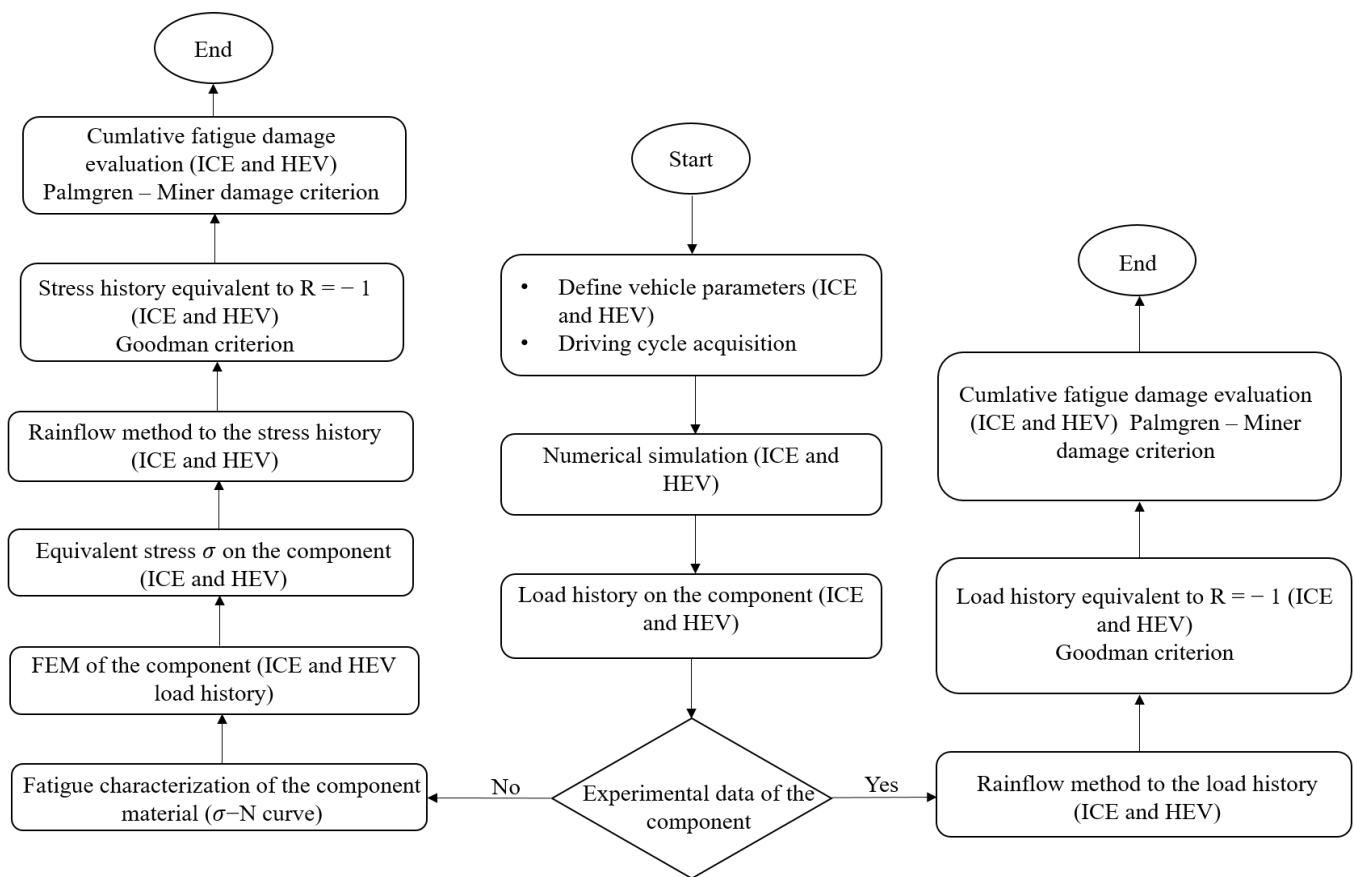 Start
• Define vehicle parameters (ICE
and HEV)
• Driving cycle acquisition
Numerical simulation (ICE and
HEV)
Load history on the component (ICE
and HEV)
Experimental data of the
component
No
Fatigue characterization of the component
material (σ−N curve)
FEM of the component (ICE and HEV
load history)
Equivalent stress σ on the component
(ICE and HEV)
Rainflow method to the stress history
(ICE and HEV)
Stress history equivalent to R = − 1
(ICE and HEV)
Goodman criterion
Cumlative fatigue damage
evaluation (ICE and HEV)
Palmgren – Miner damage criterion
End
Yes
Rainflow method to the load history
(ICE and HEV)
Load history equivalent to R = − 1 (ICE
and HEV)
Goodman criterion
Cumlative fatigue damage evaluation
(ICE and HEV)  Palmgren – Miner
damage criterion
End